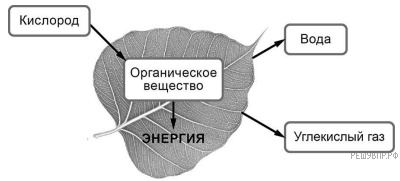 Кислород
Вода
Органическое
вещество
ЭНЕРГИЯ
Углекислый газ
РЕШУВПР.РФ